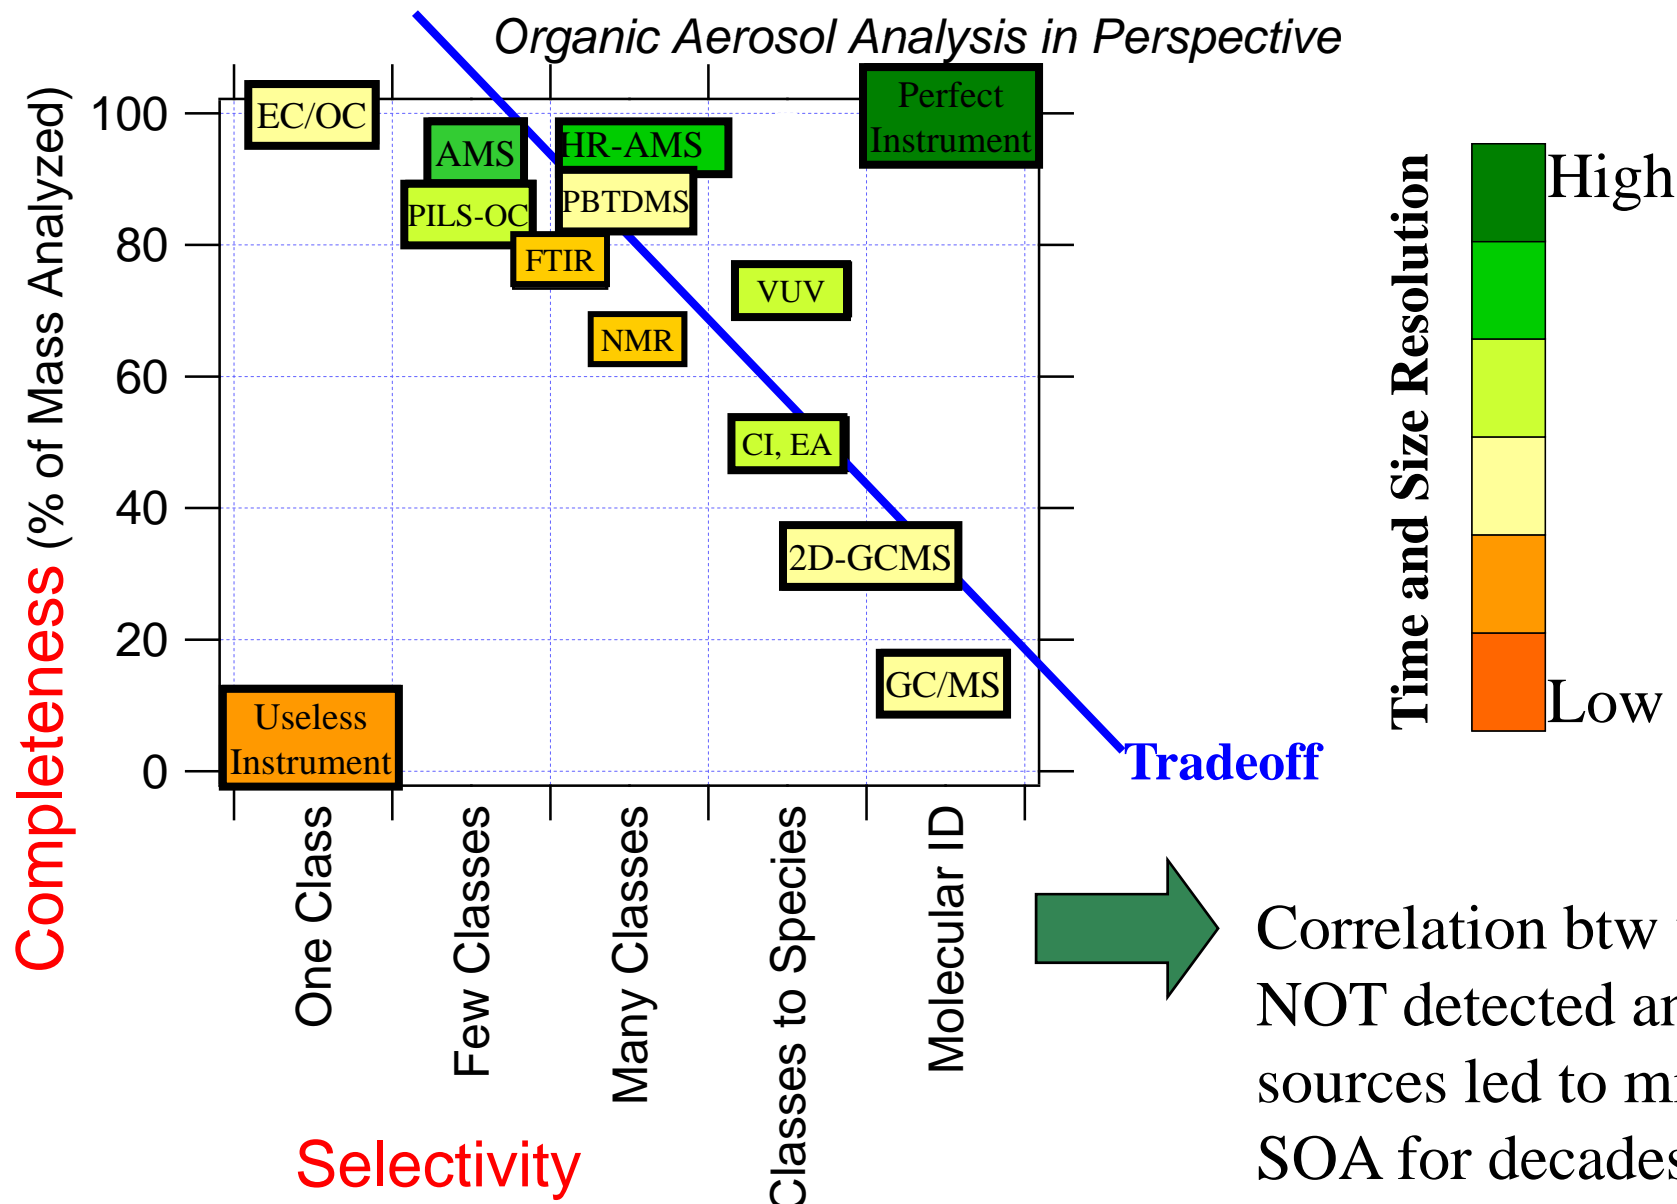 Organic Aerosol Analysis in Perspective
Completeness (% of Mass Analyzed)
100
80
60
40
20
0
EC/OC
AMS
HR-AMS
Perfect
Instrument
PILS-OC
PBTDMS
FTIR
VUV
NMR
CI, EA
2D-GCMS
GC/MS
Useless
Instrument
Tradeoff
One Class
Few Classes
Many Classes
Classes to Species
Molecular ID
Selectivity
Time and Size Resolution
High
Low
Correlation btw
NOT detected
sources led to
SOA for decades